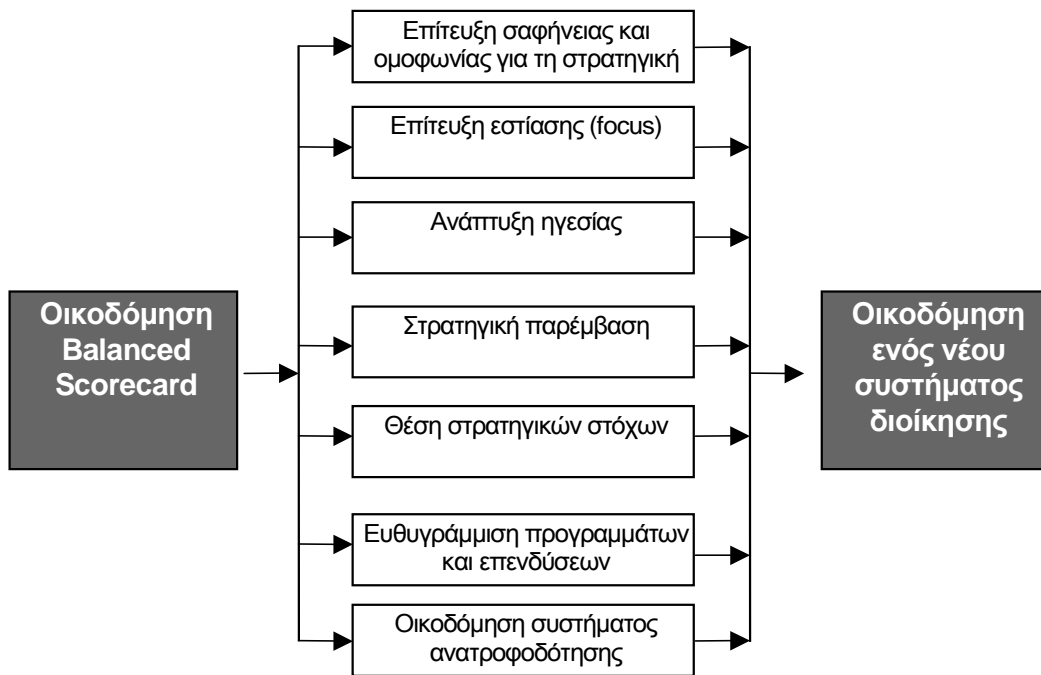 Επίτευξη σαφήνειας και
ομοφωνίας για τη στρατηγική
Επίτευξη εστίασης (focus)
Ανάπτυξη ηγεσίας
Οικοδόμηση
Balanced
Scorecard
Στρατηγική παρέμβαση
Θέση στρατηγικών στόχων
Ευθυγράμμιση προγραμμάτων
και επενδύσεων
Οικοδόμηση συστήματος
ανατροφοδότησης
Οικοδόμηση
ενός νέου
συστήματος
διοίκησης